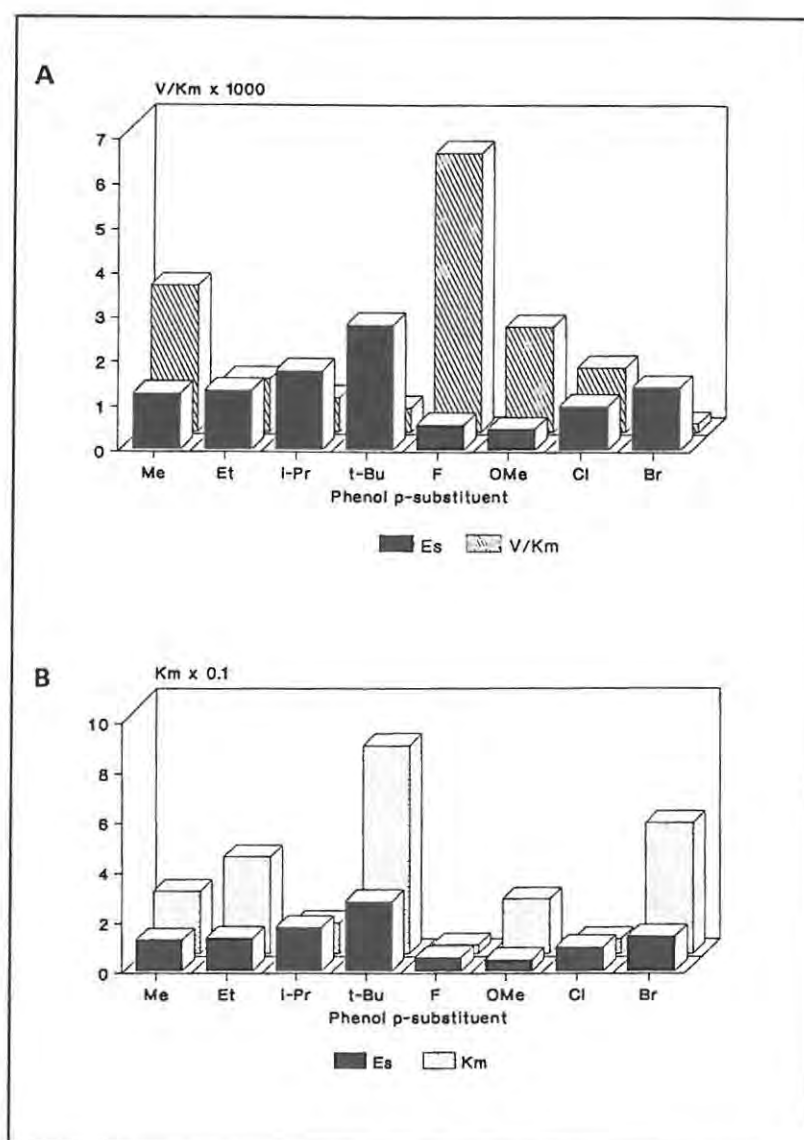 A
V/Km x 1000
7
6
5
4
3
2
1
0
Me Et i-Pr t-Bu F OMe Cl Br
Phenol p-substituent
Es V/Km
B
Km x 0.1
10
8
6
4
2
0
Me Et i-Pr t-Bu F OMe Cl Br
Phenol p-substituent
Es Km